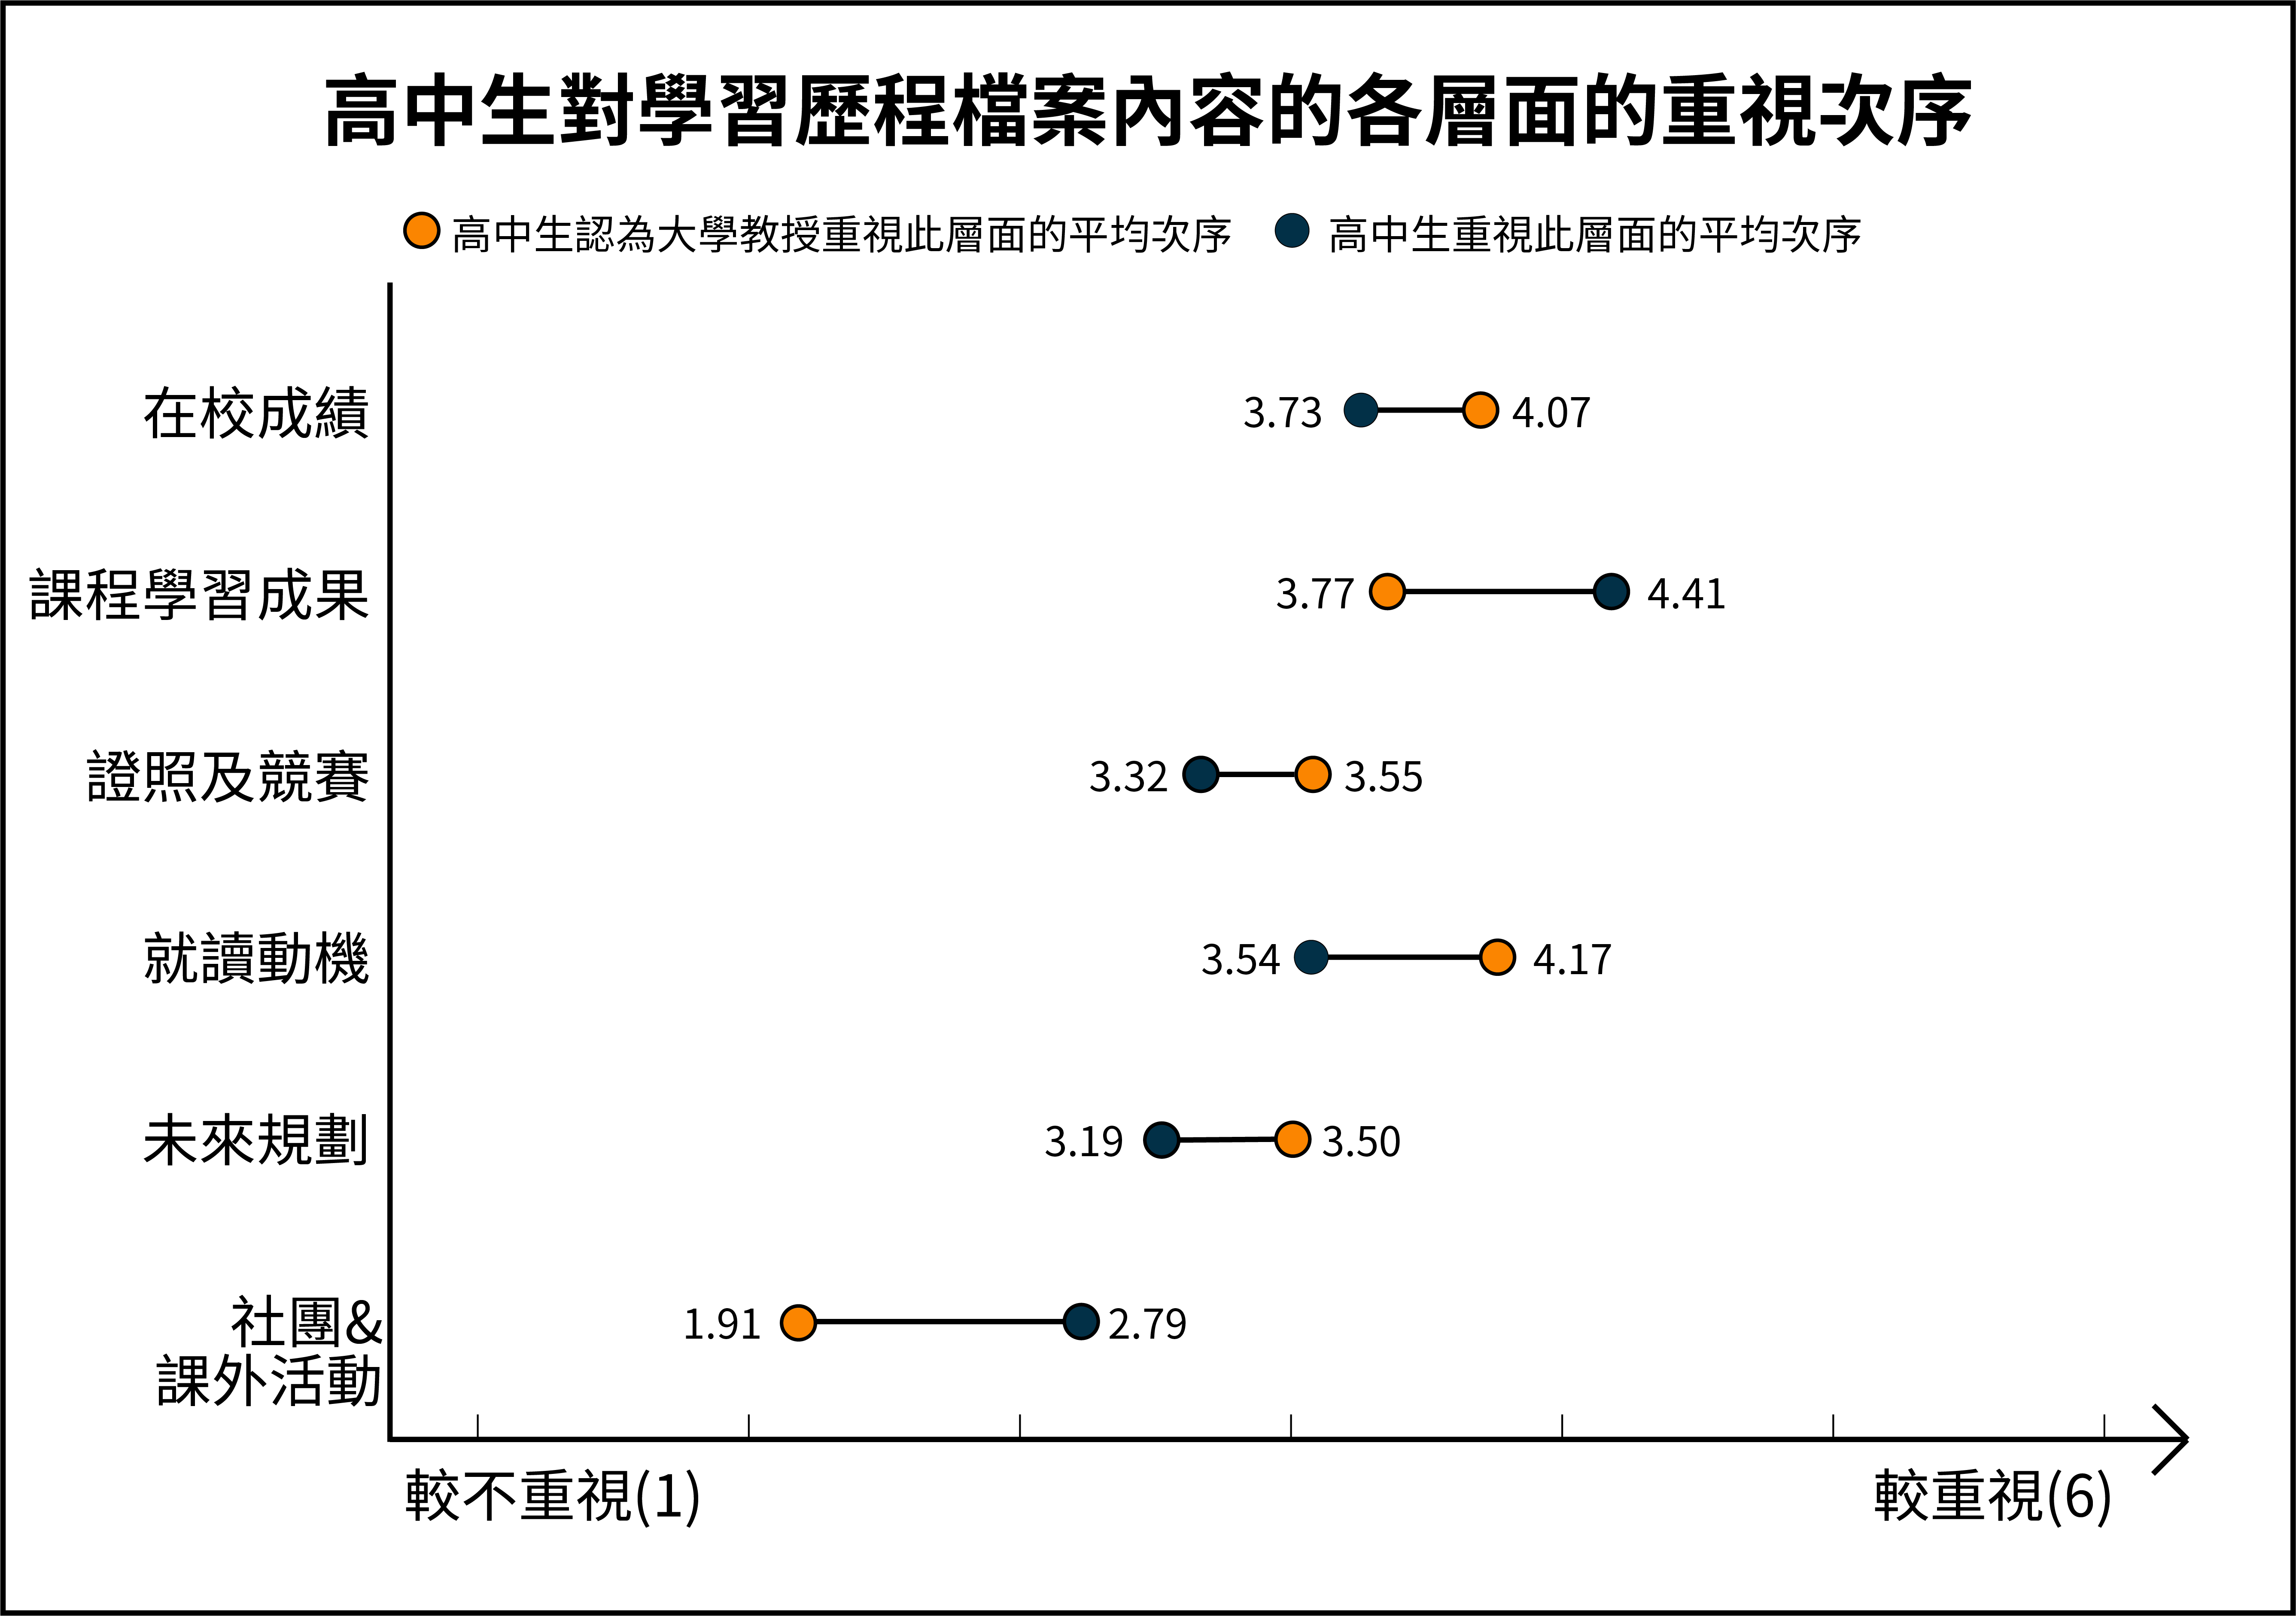 高中生對學習歷程檔案內容的各層面的重視次序
高中生認為大學教授重視此層面的平均次序 高中生重視此層面的平均次序
在校成績 3.73 4.07
課程學習成果 3.77 4.41
證照及競賽 3.32 3.55
就讀動機 3.54 4.17
未來規劃 3.19 3.50
社團& 1.91 2.79
課外活動
較不重視(1) 較重視(6)